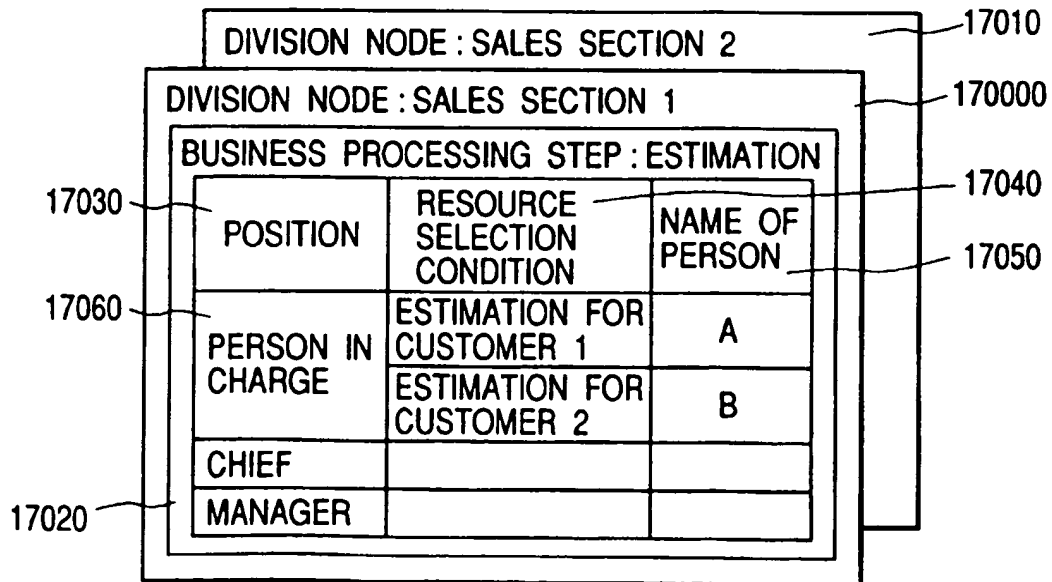 DIVISION NODE : SALES SECTION 2
17010
DIVISION NODE : SALES SECTION 1
170000
BUSINESS PROCESSING STEP : ESTIMATION
17030
POSITION
RESOURCE
SELECTION
CONDITION
17040
NAME OF
PERSON
17050
17060
PERSON IN
CHARGE
ESTIMATION FOR
CUSTOMER 1
A
ESTIMATION FOR
CUSTOMER 2
B
CHIEF
MANAGER
17020